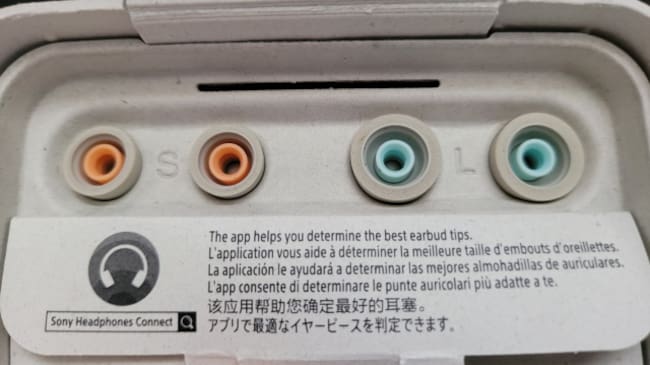 S
L
The app helps you determine the best earbud tips.
L'application vous aide à déterminer la meilleure taille d'embouts d'oreillettes.
La aplicación le ayudará a determinar las mejores almohadillas de auriculares.
L'app consente di determinare le punte auricolari più adatte a te.
该应用帮助您确定最好的耳塞。
アプリで最適なイヤーピースを判定できます。
Sony Headphones Connect